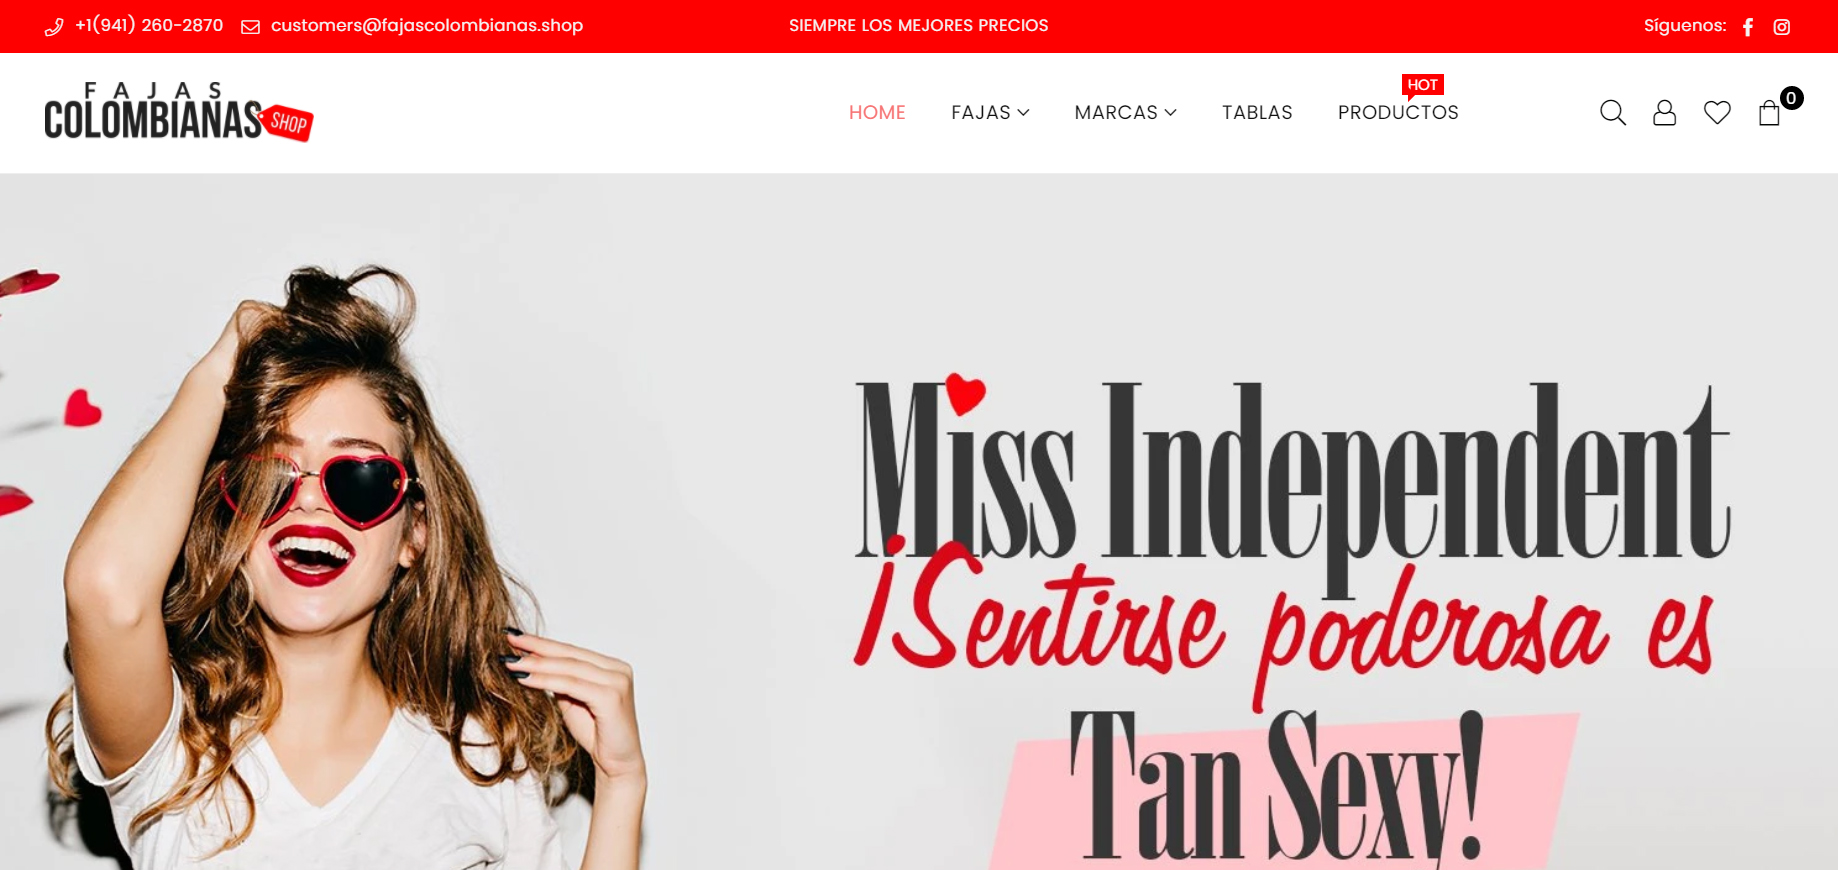 +1(941) 260-2870 customers@fajascolombianas.shop SIEMPRE LOS MEJORES PRECIOS Síguenos:
FAJAS
COLOMBIANAS SHOP
HOT
HOME FAJAS MARCAS TABLAS PRODUCTOS 0
Miss Independent
¡Sentirse poderosa es
Tan Sexy!